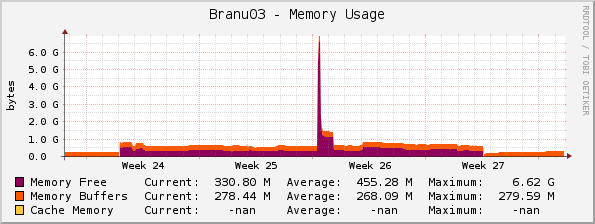 Branu03 - Memory Usage
RRDTOOL / TOBI OETIKER
bytes
6.0 G
5.0 G
4.0 G
3.0 G
2.0 G
1.0 G
0.0
Week 24 Week 25 Week 26 Week 27
Memory Free Current: 330.80 M Average: 455.28 M Maximum: 6.62 G
Memory Buffers Current: 278.44 M Average: 268.09 M Maximum: 279.59 M
Cache Memory Current: -nan Average: -nan Maximum: -nan